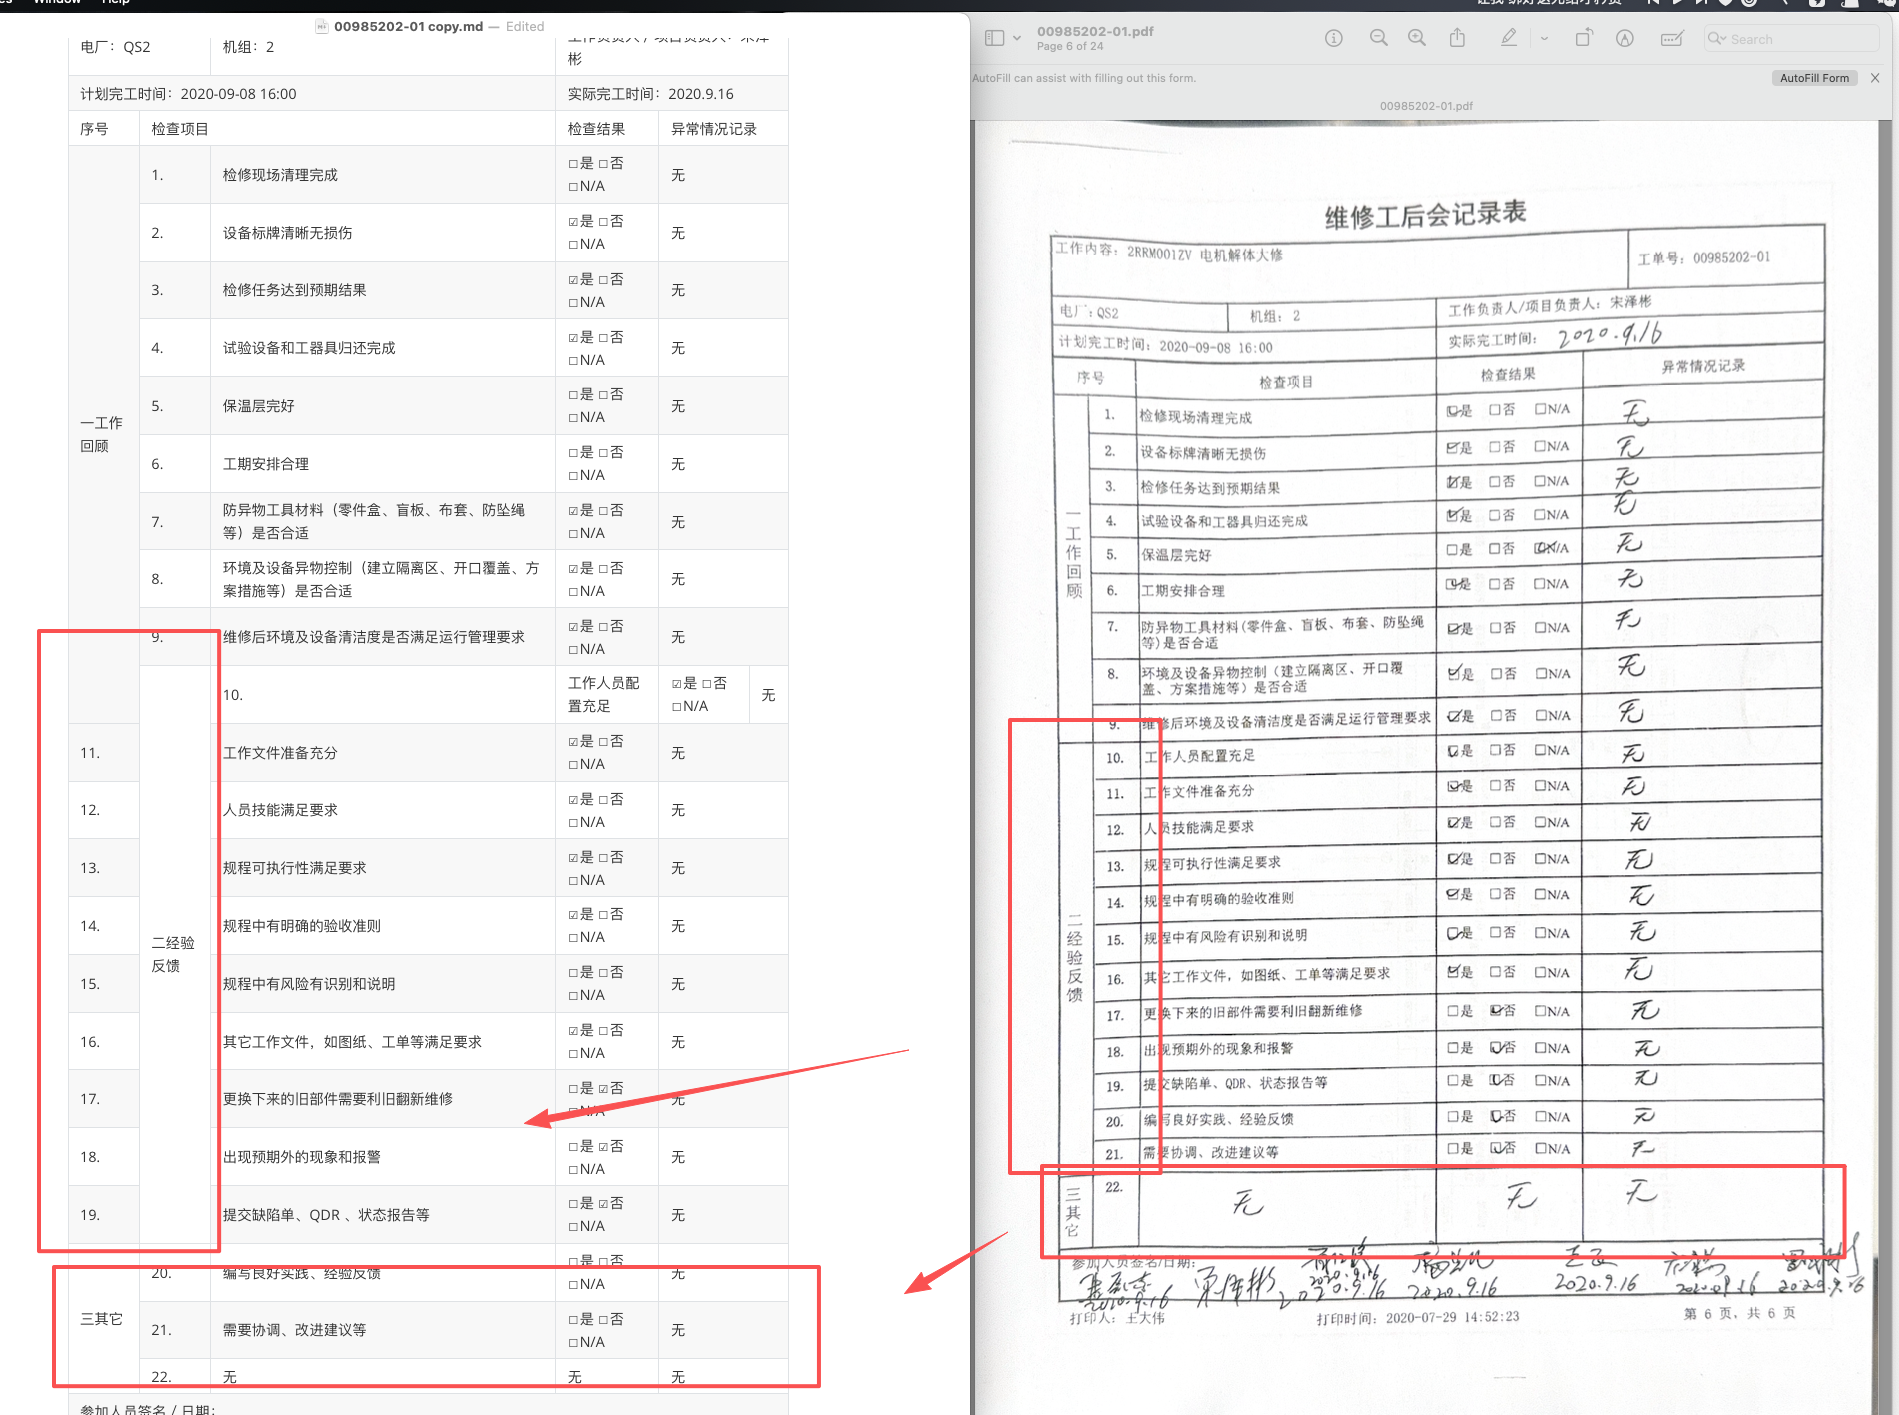 Window Help
00985202-01 copy.md — Edited
电厂：QS2 机组：2 工作负责人 / 项目负责人：宋泽彬
计划完工时间：2020-09-08 16:00 实际完工时间：2020.9.16
序号 检查项目 检查结果 异常情况记录
一工作回顾
1. 检修现场清理完成 □是 □否 □N/A 无
2. 设备标牌清晰无损伤 ☑是 □否 □N/A 无
3. 检修任务达到预期结果 ☑是 □否 □N/A 无
4. 试验设备和工器具归还完成 ☑是 □否 □N/A 无
5. 保温层完好 □是 □否 □N/A 无
6. 工期安排合理 □是 □否 □N/A 无
7. 防异物工具材料（零件盒、盲板、布套、防坠绳等）是否合适 ☑是 □否 □N/A 无
8. 环境及设备异物控制（建立隔离区、开口覆盖、方案措施等）是否合适 ☑是 □否 □N/A 无
9. 维修后环境及设备清洁度是否满足运行管理要求 ☑是 □否 □N/A 无
二经验反馈
10. 工作人员配置充足 ☑是 □否 □N/A 无
11. 工作文件准备充分 ☑是 □否 □N/A 无
12. 人员技能满足要求 ☑是 □否 □N/A 无
13. 规程可执行性满足要求 ☑是 □否 □N/A 无
14. 规程中有明确的验收准则 ☑是 □否 □N/A 无
15. 规程中有风险有识别和说明 □是 □否 □N/A 无
16. 其它工作文件，如图纸、工单等满足要求 ☑是 □否 □N/A 无
17. 更换下来的旧部件需要利旧翻新维修 □是 ☑否 □N/A 无
18. 出现预期外的现象和报警 □是 ☑否 □N/A 无
19. 提交缺陷单、QDR 、状态报告等 □是 ☑否 □N/A 无
三其它
20. 编写良好实践、经验反馈 □是 □否 □N/A 无
21. 需要协调、改进建议等 □是 □否 □N/A 无
22. 无 无 无
参加人员签名 / 日期：
00985202-01.pdf
Page 6 of 24
Search
AutoFill can assist with filling out this form.
AutoFill Form
00985202-01.pdf
维修工后会记录表
工作内容：2RRM001ZV 电机解体大修 工单号：00985202-01
电厂：QS2 机组：2 工作负责人/项目负责人：宋泽彬
计划完工时间：2020-09-08 16:00 实际完工时间：2020.9.16
序号 检查项目 检查结果 异常情况记录
一工作回顾
1. 检修现场清理完成 ☑是 □否 □N/A 无
2. 设备标牌清晰无损伤 ☑是 □否 □N/A 无
3. 检修任务达到预期结果 ☑是 □否 □N/A 无
4. 试验设备和工器具归还完成 ☑是 □否 □N/A 无
5. 保温层完好 □是 □否 ☑N/A 无
6. 工期安排合理 ☑是 □否 □N/A 无
7. 防异物工具材料(零件盒、盲板、布套、防坠绳等)是否合适 ☑是 □否 □N/A 无
8. 环境及设备异物控制（建立隔离区、开口覆盖、方案措施等）是否合适 ☑是 □否 □N/A 无
9. 维修后环境及设备清洁度是否满足运行管理要求 ☑是 □否 □N/A 无
二经验反馈
10. 工作人员配置充足 ☑是 □否 □N/A 无
11. 工作文件准备充分 ☑是 □否 □N/A 无
12. 人员技能满足要求 ☑是 □否 □N/A 无
13. 规程可执行性满足要求 ☑是 □否 □N/A 无
14. 规程中有明确的验收准则 ☑是 □否 □N/A 无
15. 规程中有风险有识别和说明 ☑是 □否 □N/A 无
16. 其它工作文件，如图纸、工单等满足要求 ☑是 □否 □N/A 无
17. 更换下来的旧部件需要利旧翻新维修 □是 ☑否 □N/A 无
18. 出现预期外的现象和报警 □是 ☑否 □N/A 无
19. 提交缺陷单、QDR、状态报告等 □是 ☑否 □N/A 无
20. 编写良好实践、经验反馈 □是 ☑否 □N/A 无
21. 需要协调、改进建议等 □是 ☑否 □N/A 无
三其它
22. 无 无 无
参加人员签名/日期：
2020.9.16 2020.9.16 2020.9.16 2020.9.16 2020.9.16
打印人：王大伟 打印时间：2020-07-29 14:52:23 第 6 页，共 6 页